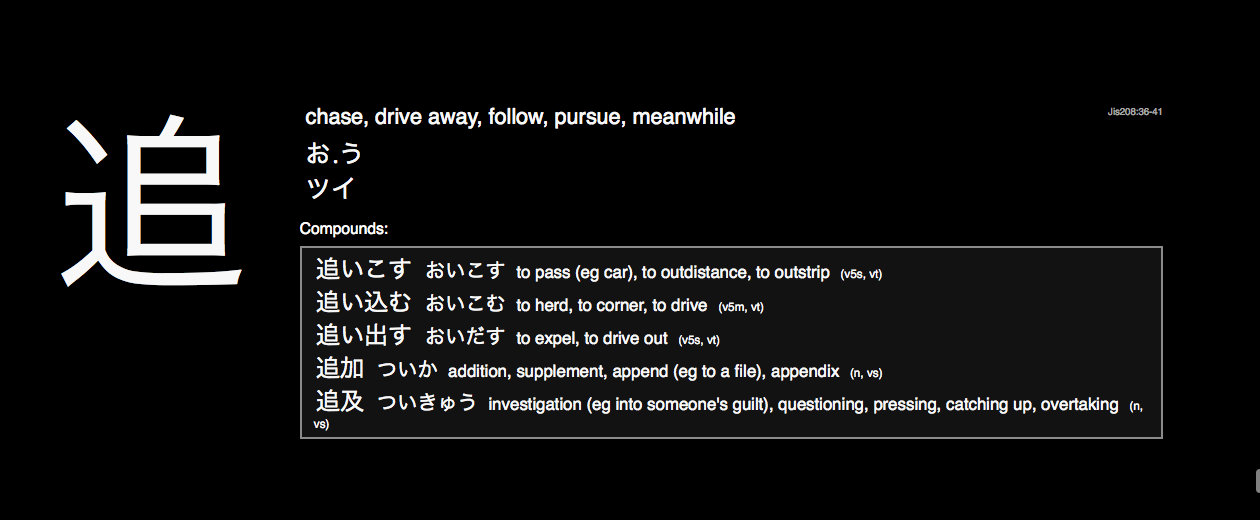 追
chase, drive away, follow, pursue, meanwhile
Jis208:36-41
お.う
ツイ
Compounds:
追いこす おいこす to pass (eg car), to outdistance, to outstrip (v5s, vt)
追い込む おいこむ to herd, to corner, to drive (v5m, vt)
追い出す おいだす to expel, to drive out (v5s, vt)
追加 ついか addition, supplement, append (eg to a file), appendix (n, vs)
追及 ついきゅう investigation (eg into someone's guilt), questioning, pressing, catching up, overtaking (n,
vs)